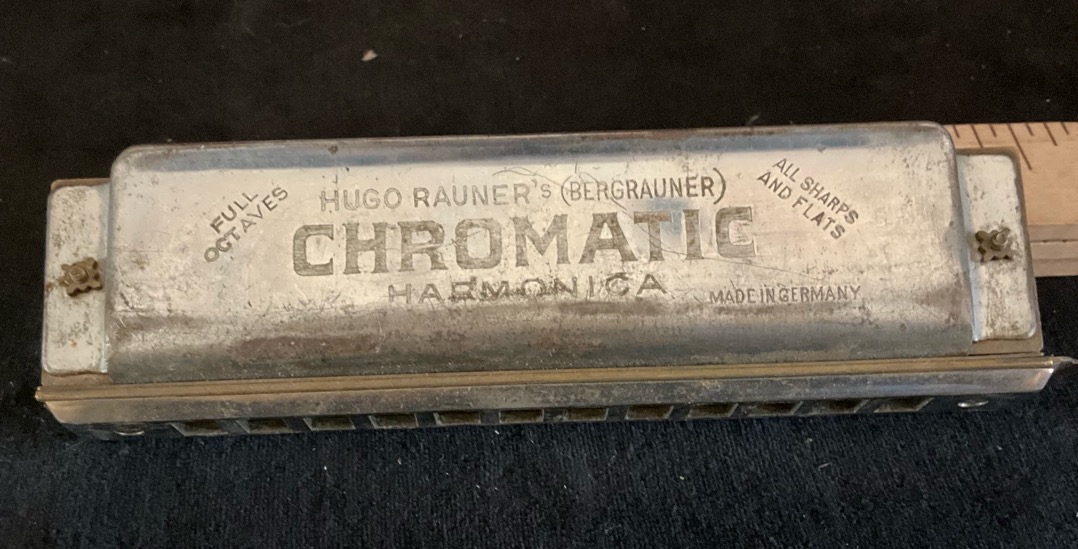 FULL
OCTAVES
HUGO RAUNER's (BERGRAUNER)
CHROMATIC
HARMONICA
ALL SHARPS
AND FLATS
MADE IN GERMANY